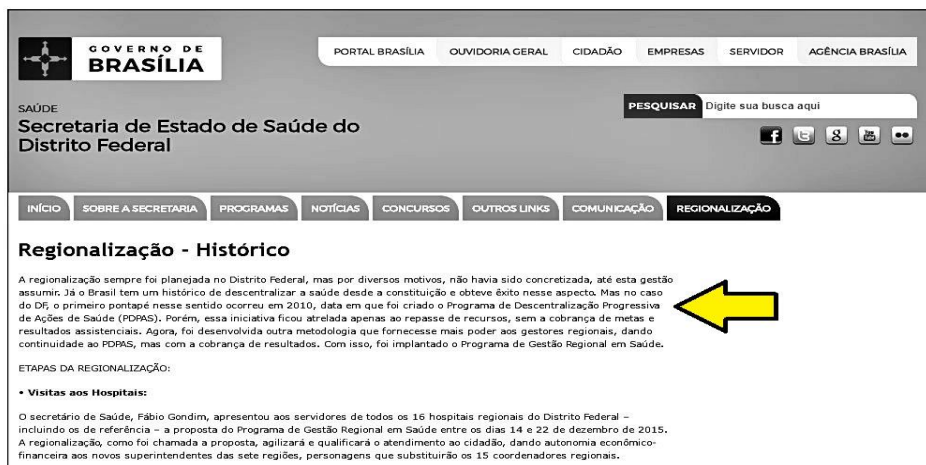 GOVERNO DE
BRASÍLIA
PORTAL BRASÍLIA OUVIDORIA GERAL CIDADÃO EMPRESAS SERVIDOR AGÊNCIA BRASÍLIA
SAÚDE
Secretaria de Estado de Saúde do
Distrito Federal
PESQUISAR Digite sua busca aqui
f t 8 You Tube
INÍCIO SOBRE A SECRETARIA PROGRAMAS NOTÍCIAS CONCURSOS OUTROS LINKS COMUNICAÇÃO REGIONALIZAÇÃO
Regionalização - Histórico
A regionalização sempre foi planejada no Distrito Federal, mas por diversos motivos, não havia sido concretizada, até esta gestão
assumir. Já o Brasil tem um histórico de descentralizar a saúde desde a constituição e obteve êxito nesse aspecto. Mas no caso
do DF, o primeiro pontapé nesse sentido ocorreu em 2010, data em que foi criado o Programa de Descentralização Progressiva
de Ações de Saúde (PDPAS). Porém, essa iniciativa ficou atrelada apenas ao repasse de recursos, sem a cobrança de metas e
resultados assistenciais. Agora, foi desenvolvida outra metodologia que fornecesse mais poder aos gestores regionais, dando
continuidade ao PDPAS, mas com a cobrança de resultados. Com isso, foi implantado o Programa de Gestão Regional em Saúde.
ETAPAS DA REGIONALIZAÇÃO:
• Visitas aos Hospitais:
O secretário de Saúde, Fábio Gondim, apresentou aos servidores de todos os 16 hospitais regionais do Distrito Federal –
incluindo os de referência – a proposta do Programa de Gestão Regional em Saúde entre os dias 14 e 22 de dezembro de 2015.
A regionalização, como foi chamada a proposta, agilizará e qualificará o atendimento ao cidadão, dando autonomia econômico-
financeira aos novos superintendentes das sete regiões, personagens que substituirão os 15 coordenadores regionais.